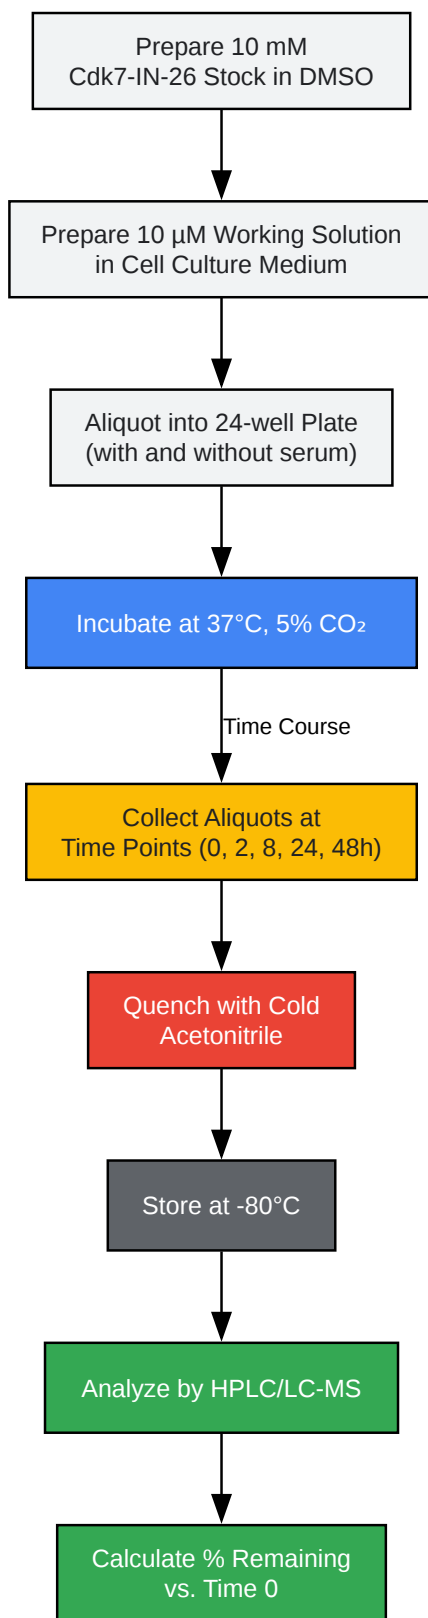 Prepare 10 mM
Cdk7-IN-26 Stock in DMSO
Prepare 10 µM Working Solution
in Cell Culture Medium
Aliquot into 24-well Plate
(with and without serum)
Incubate at 37°C, 5% CO₂
Time Course
Collect Aliquots at
Time Points (0, 2, 8, 24, 48h)
Quench with Cold
Acetonitrile
Store at -80°C
Analyze by HPLC/LC-MS
Calculate % Remaining
vs. Time 0